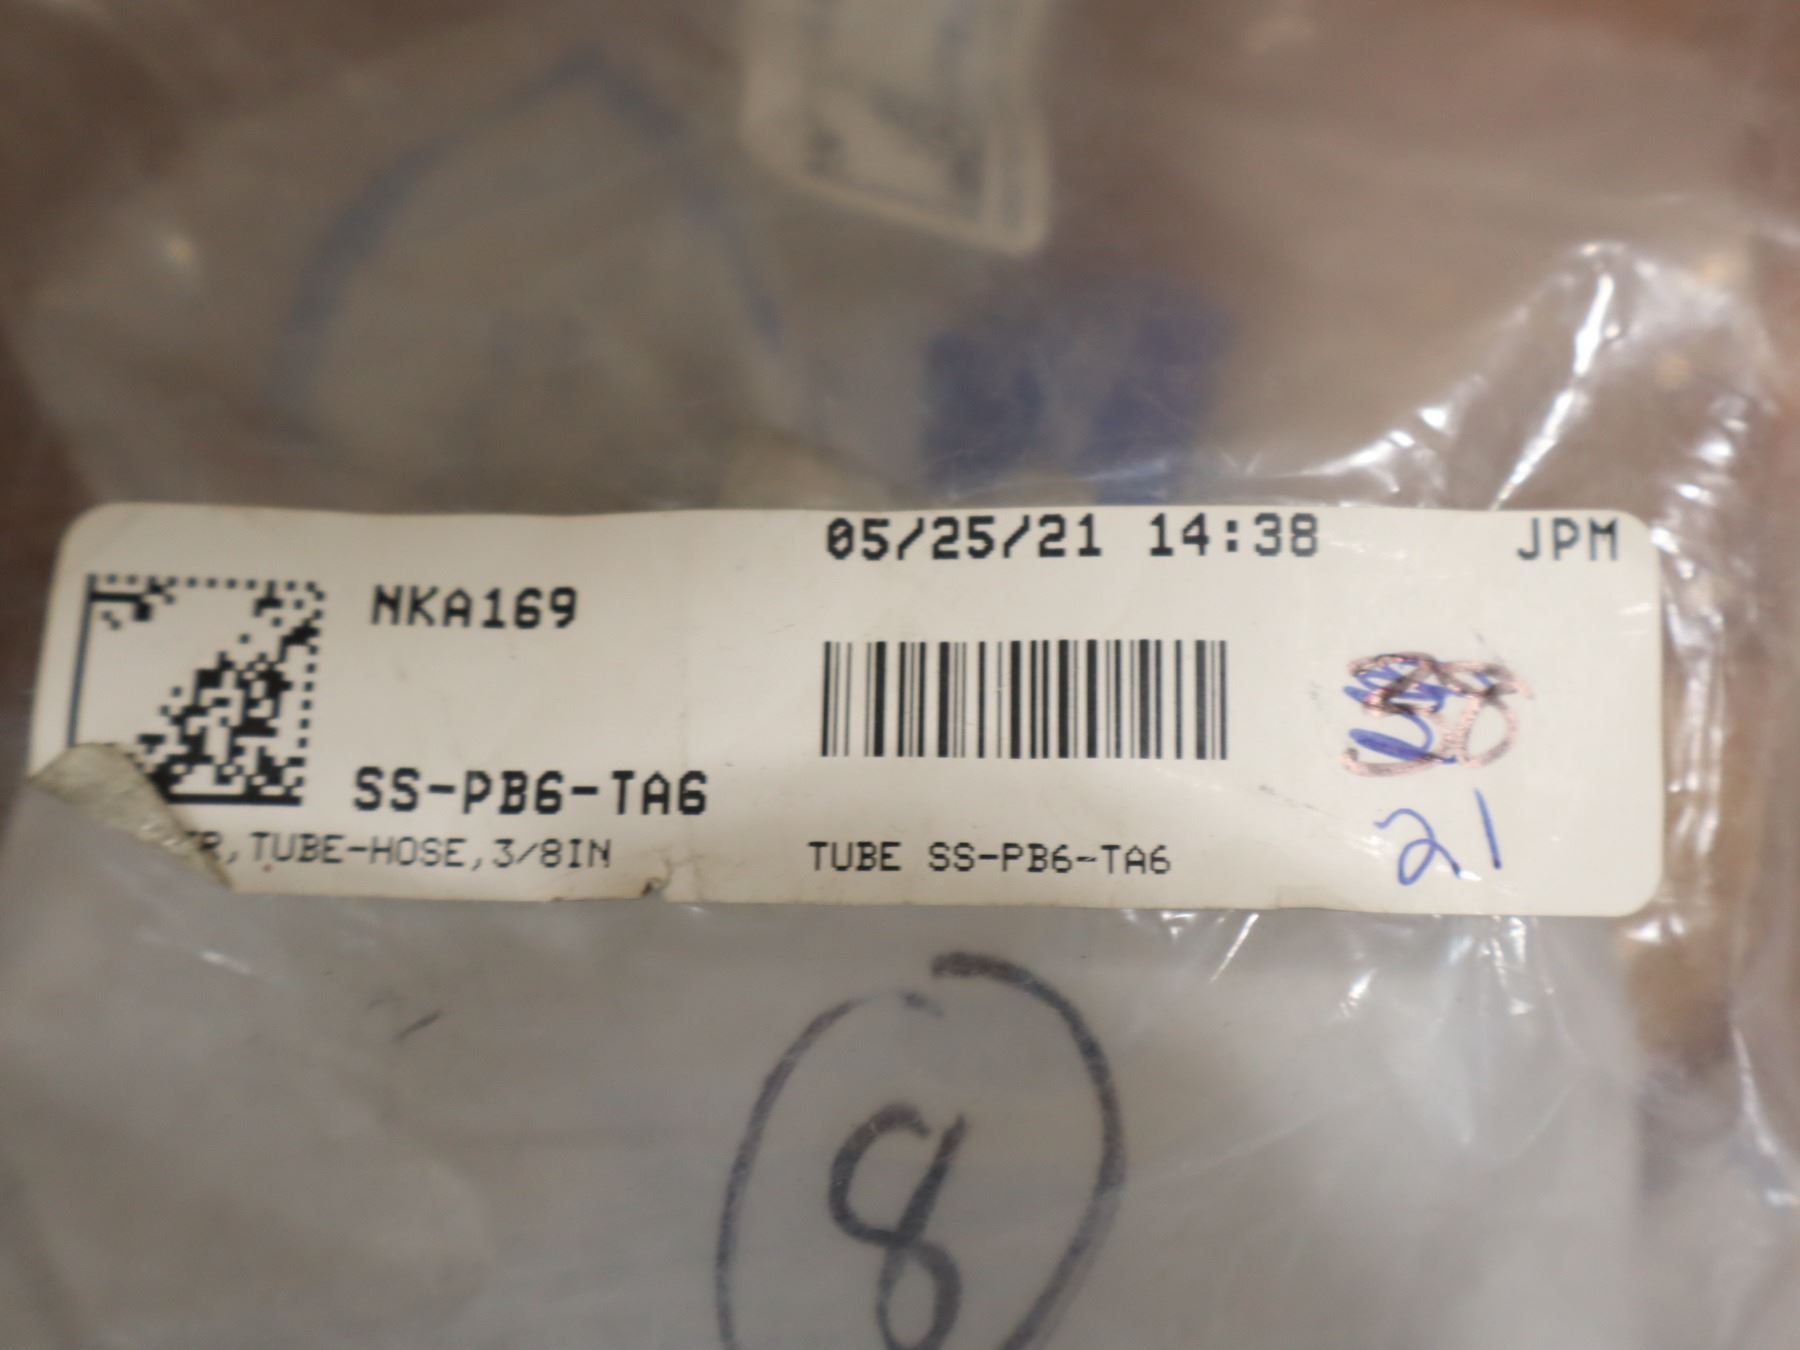 05/25/21 14:38 JPM
NKA169
SS-PB6-TA6
,TUBE-HOSE,3/8IN TUBE SS-PB6-TA6
21
8